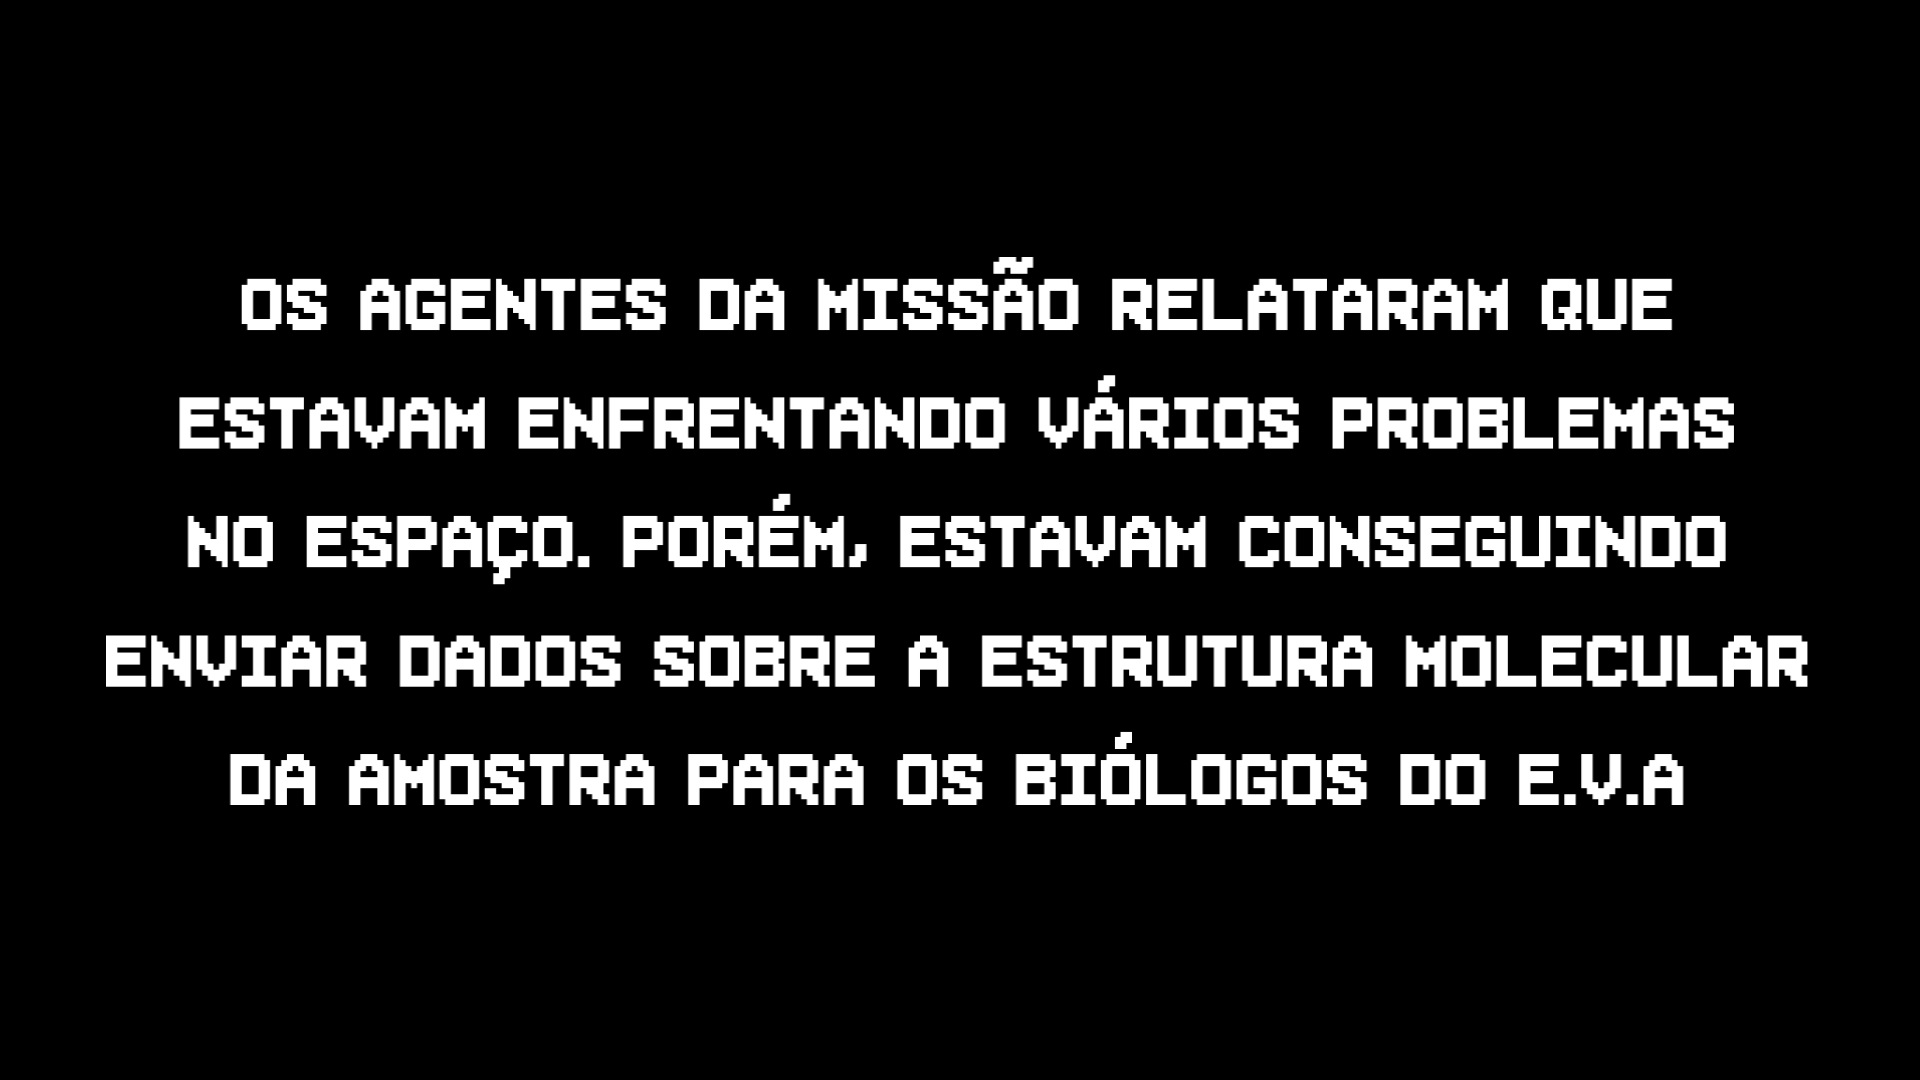 OS AGENTES DA MISSÃO RELATARAM QUE
ESTAVAM ENFRENTANDO VÁRIOS PROBLEMAS
NO ESPAÇO. PORÉM, ESTAVAM CONSEGUINDO
ENVIAR DADOS SOBRE A ESTRUTURA MOLECULAR
DA AMOSTRA PARA OS BIÓLOGOS DO E.V.A